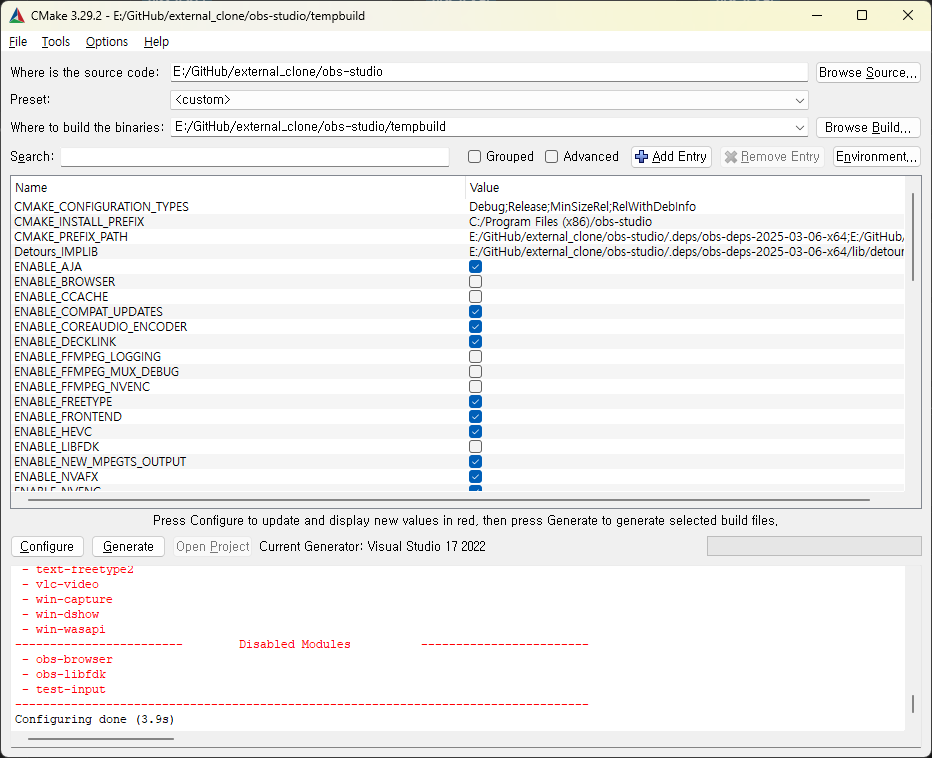 CMake 3.29.2 - E:/GitHub/external_clone/obs-studio/tempbuild
File Tools Options Help
Where is the source code: E:/GitHub/external_clone/obs-studio Browse Source...
Preset: <custom>
Where to build the binaries: E:/GitHub/external_clone/obs-studio/tempbuild Browse Build...
Search: Grouped Advanced Add Entry Remove Entry Environment...
Name Value
CMAKE_CONFIGURATION_TYPES Debug;Release;MinSizeRel;RelWithDebInfo
CMAKE_INSTALL_PREFIX C:/Program Files (x86)/obs-studio
CMAKE_PREFIX_PATH E:/GitHub/external_clone/obs-studio/.deps/obs-deps-2025-03-06-x64;E:/GitHub/
Detours_IMPLIB E:/GitHub/external_clone/obs-studio/.deps/obs-deps-2025-03-06-x64/lib/detour
ENABLE_AJA
ENABLE_BROWSER
ENABLE_CCACHE
ENABLE_COMPAT_UPDATES
ENABLE_COREAUDIO_ENCODER
ENABLE_DECKLINK
ENABLE_FFMPEG_LOGGING
ENABLE_FFMPEG_MUX_DEBUG
ENABLE_FFMPEG_NVENC
ENABLE_FREETYPE
ENABLE_FRONTEND
ENABLE_HEVC
ENABLE_LIBFDK
ENABLE_NEW_MPEGTS_OUTPUT
ENABLE_NVAFX
ENABLE_NVENC
Press Configure to update and display new values in red, then press Generate to generate selected build files.
Configure Generate Open Project Current Generator: Visual Studio 17 2022
- text-freetype2
- vlc-video
- win-capture
- win-dshow
- win-wasapi
------------------------ Disabled Modules ------------------------
- obs-browser
- obs-libfdk
- test-input
----------------------------------------------------------------------------------
Configuring done (3.9s)